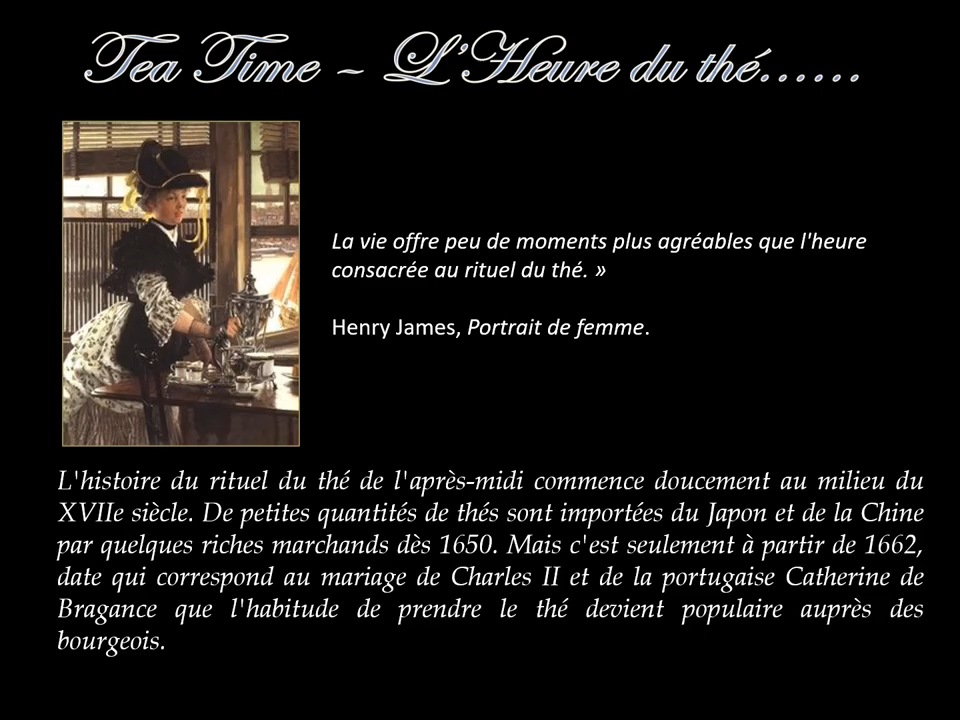 Tea Time – L’Heure du thé……
La vie offre peu de moments plus agréables que l'heure
consacrée au rituel du thé. »
Henry James, Portrait de femme.
L'histoire du rituel du thé de l'après-midi commence doucement au milieu du
XVIIe siècle. De petites quantités de thés sont importées du Japon et de la Chine
par quelques riches marchands dès 1650. Mais c'est seulement à partir de 1662,
date qui correspond au mariage de Charles II et de la portugaise Catherine de
Bragance que l'habitude de prendre le thé devient populaire auprès des
bourgeois.